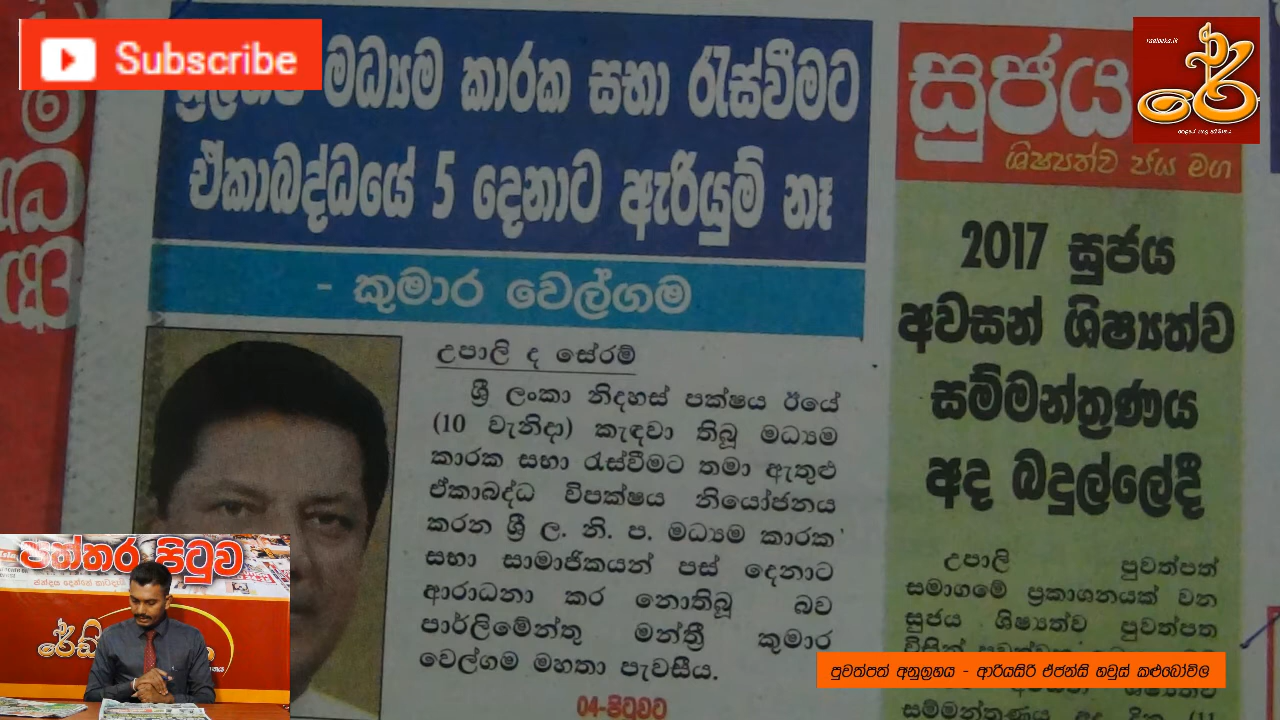 Subscribe
මධ්‍යම කාරක සභා රැස්වීමට
ඒකාබද්ධයේ 5 දෙනාට ඇරියුම් නෑ
- කුමාර වෙල්ගම
උපාලි ද සේරම්
ශ්‍රී ලංකා නිදහස් පක්ෂය ඊයේ
(10 වැනිදා) කැඳවා තිබූ මධ්‍යම
කාරක සභා රැස්වීමට තමා ඇතුළු
ඒකාබද්ධ විපක්ෂය නියෝජනය
කරන ශ්‍රී ල. නි. ප. මධ්‍යම කාරක
සභා සාමාජිකයන් පස් දෙනාට
ආරාධනා කර නොතිබූ බව
පාර්ලිමේන්තු මන්ත්‍රී කුමාර
වෙල්ගම මහතා පැවසීය.
04-පිටුවට
සුජය
ශිෂ්‍යත්ව ජය මග
2017 සුජය
අවසන් ශිෂ්‍යත්ව
සම්මන්ත්‍රණය
අද බදුල්ලේදී
උපාලි පුවත්පත්
සමාගමේ ප්‍රකාශනයක් වන
සුජය ශිෂ්‍යත්ව පුවත්පත
රේ
පත්තර පිටුව
පුවත්පත් අනුග්‍රහය - ආරියසිරි ඒජන්සි හවුස් කළුබෝවිල